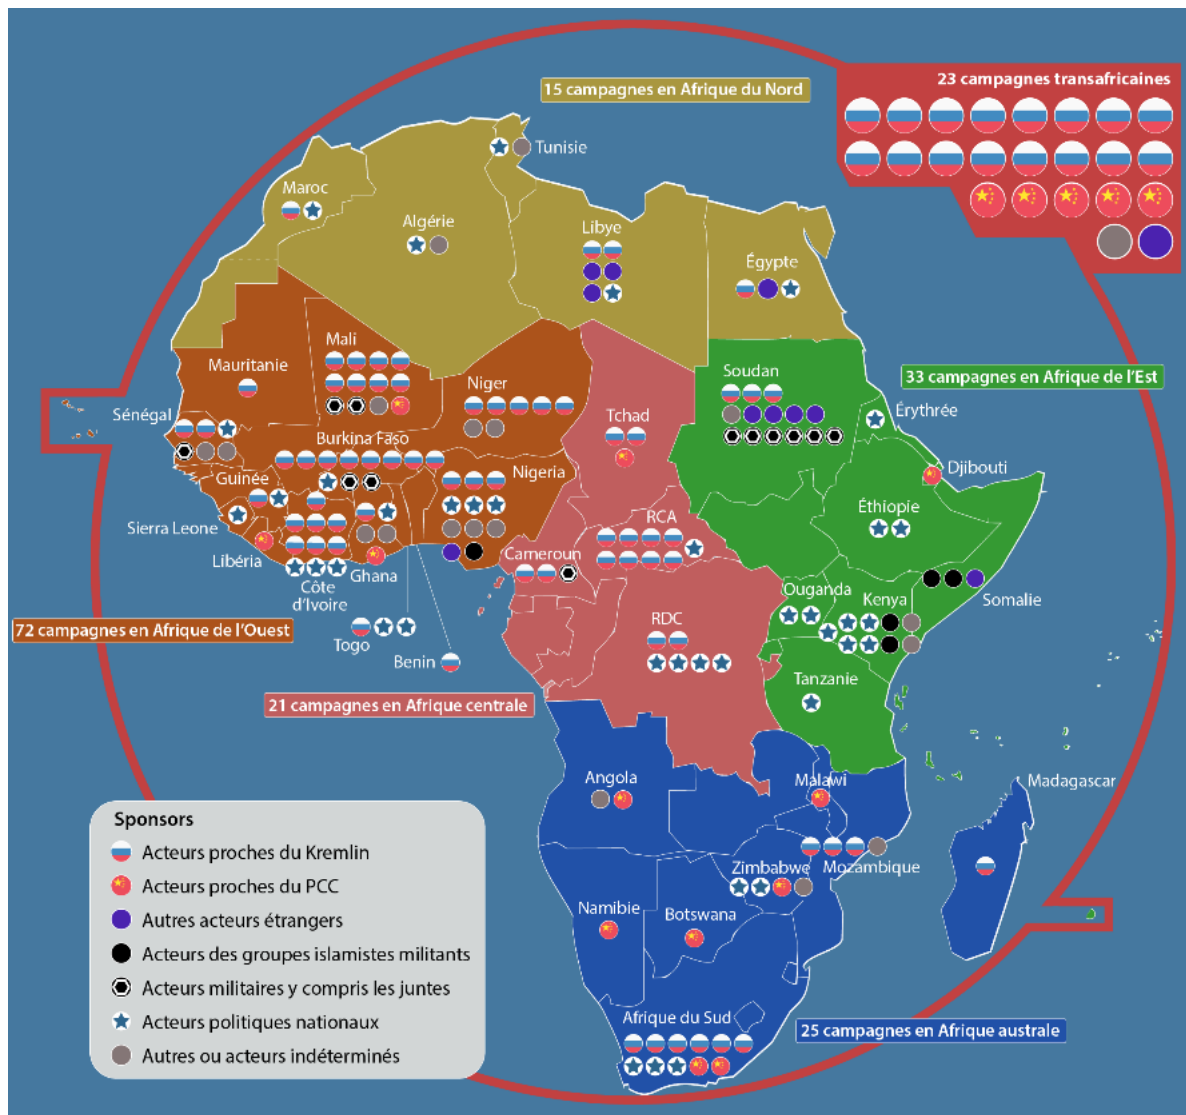 23 campagnes transafricaines
15 campagnes en Afrique du Nord
Tunisie
Maroc
Algérie
Libye
Égypte
Mauritanie
Mali
Niger
Soudan
33 campagnes en Afrique de l'Est
Tchad
Érythrée
Sénégal
Burkina Faso
Nigeria
Djibouti
Guinée
Éthiopie
Sierra Leone
RCA
Libéria
Cameroun
Ghana
Côte
d'Ivoire
Ouganda
Kenya
Somalie
72 campagnes en Afrique de l'Ouest
RDC
Togo
Benin
Tanzanie
21 campagnes en Afrique centrale
Angola
Malawi
Madagascar
Zimbabwe
Mozambique
Namibie
Botswana
Afrique du Sud
25 campagnes en Afrique australe
Sponsors
Acteurs proches du Kremlin
Acteurs proches du PCC
Autres acteurs étrangers
Acteurs des groupes islamistes militants
Acteurs militaires y compris les juntes
Acteurs politiques nationaux
Autres ou acteurs indéterminés